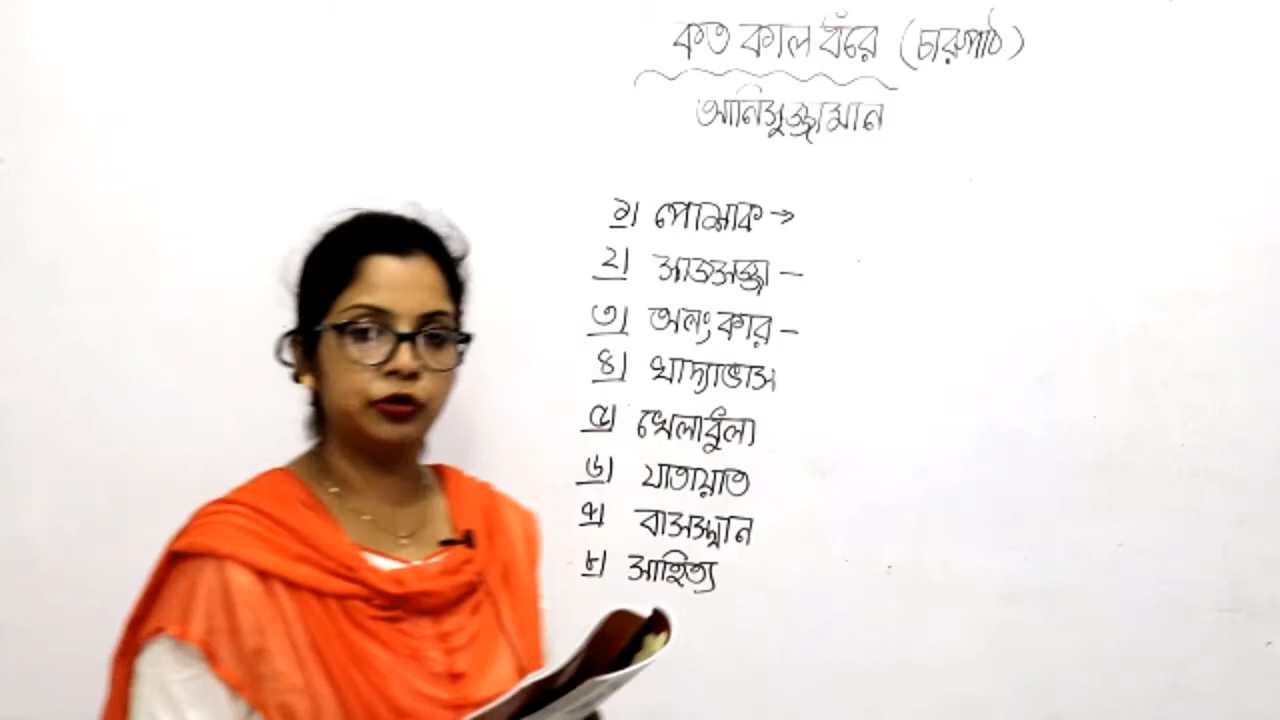 কত কাল ধরে (চারুপাঠ)
আনিসুজ্জামান
১। পোশাক →
২। সাজসজ্জা –
৩। অলংকার –
৪। খাদ্যাভাস
৫। খেলাধুলা
৬। যাতায়াত
৭। বাসস্থান
৮। সাহিত্য